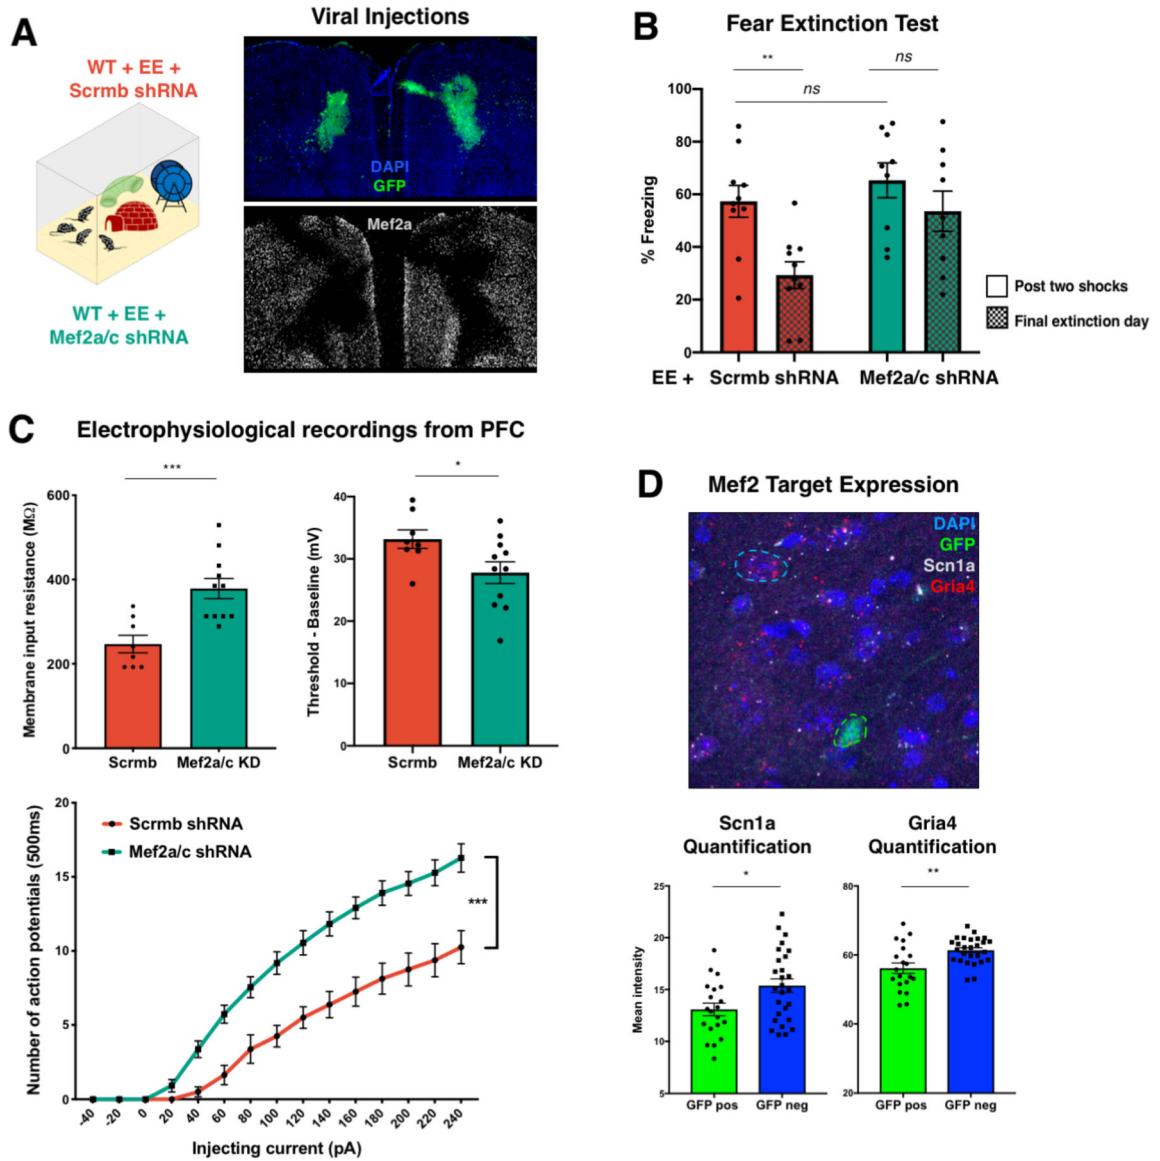 A
Viral Injections
WT + EE +
Scrmb shRNA
DAPI
GFP
Mef2a
WT + EE +
Mef2a/c shRNA
B
Fear Extinction Test
**
ns
ns
% Freezing
100
80
60
40
20
0
Post two shocks
Final extinction day
EE + Scrmb shRNA Mef2a/c shRNA
C
Electrophysiological recordings from PFC
***
Membrane input resistance (MΩ)
600
400
200
0
Scrmb Mef2a/c KD
*
Threshold - Baseline (mV)
40
30
20
10
0
Scrmb Mef2a/c KD
Number of action potentials (500ms)
20
15
10
5
0
Scrmb shRNA
Mef2a/c shRNA
***
-40 -20 0 20 40 60 80 100 120 140 160 180 200 220 240
Injecting current (pA)
D
Mef2 Target Expression
DAPI
GFP
Scn1a
Gria4
Scn1a
Quantification
*
Mean intensity
25
20
15
10
5
GFP pos GFP neg
Gria4
Quantification
**
80
60
40
20
GFP pos GFP neg